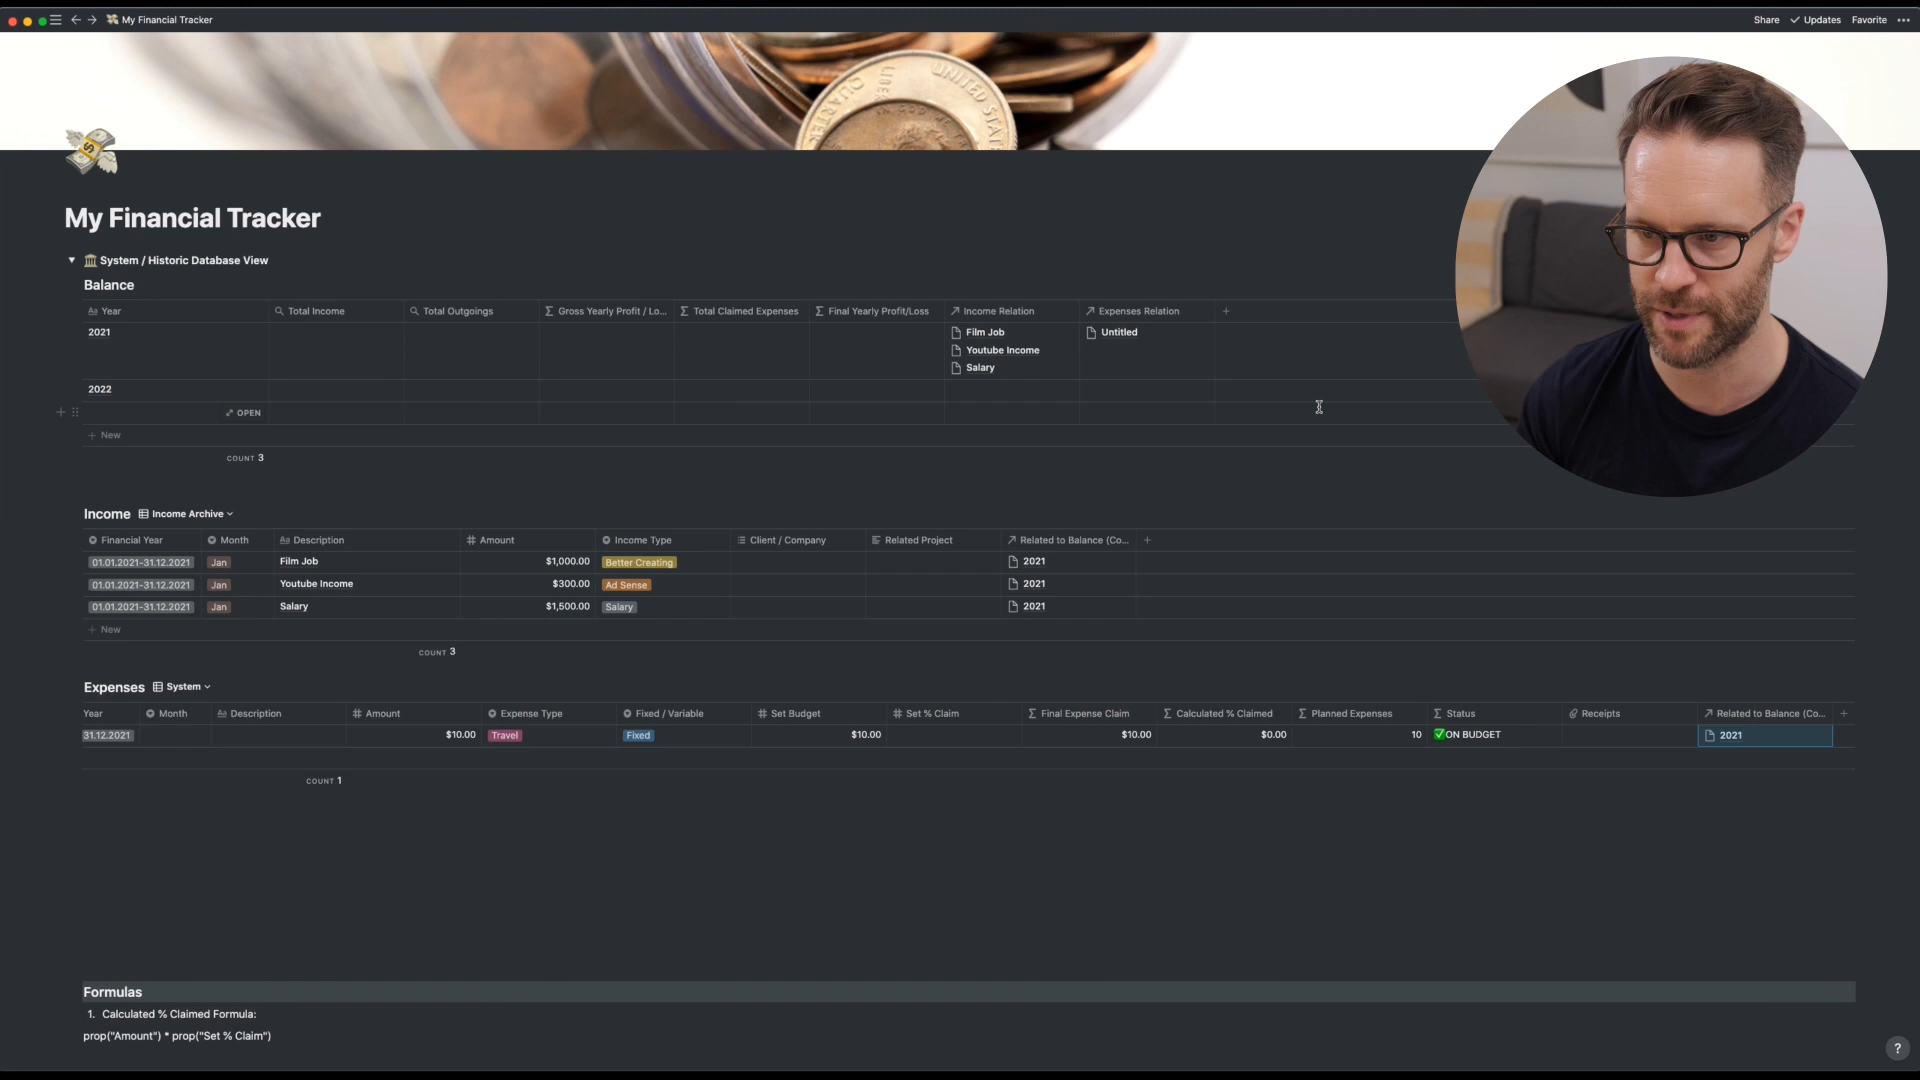 My Financial Tracker
Share Updates Favorite
QUARTER LIBER IN GOD WE UNITED STATES
My Financial Tracker
System / Historic Database View
Balance
Year Total Income Total Outgoings Gross Yearly Profit / Lo... Total Claimed Expenses Final Yearly Profit/Loss Income Relation Expenses Relation
2021 Film Job Untitled
Youtube Income
Salary
2022
OPEN
New
COUNT 3
Income Income Archive
Financial Year Month Description Amount Income Type Client / Company Related Project Related to Balance (Co...
01.01.2021-31.12.2021 Jan Film Job $1,000.00 Better Creating 2021
01.01.2021-31.12.2021 Jan Youtube Income $300.00 Ad Sense 2021
01.01.2021-31.12.2021 Jan Salary $1,500.00 Salary 2021
New
COUNT 3
Expenses System
Year Month Description Amount Expense Type Fixed / Variable Set Budget Set % Claim Final Expense Claim Calculated % Claimed Planned Expenses Status Receipts Related to Balance (Co...
31.12.2021 $10.00 Travel Fixed $10.00 $10.00 $0.00 10 ✅ON BUDGET 2021
COUNT 1
Formulas
1. Calculated % Claimed Formula:
prop("Amount") * prop("Set % Claim")
?